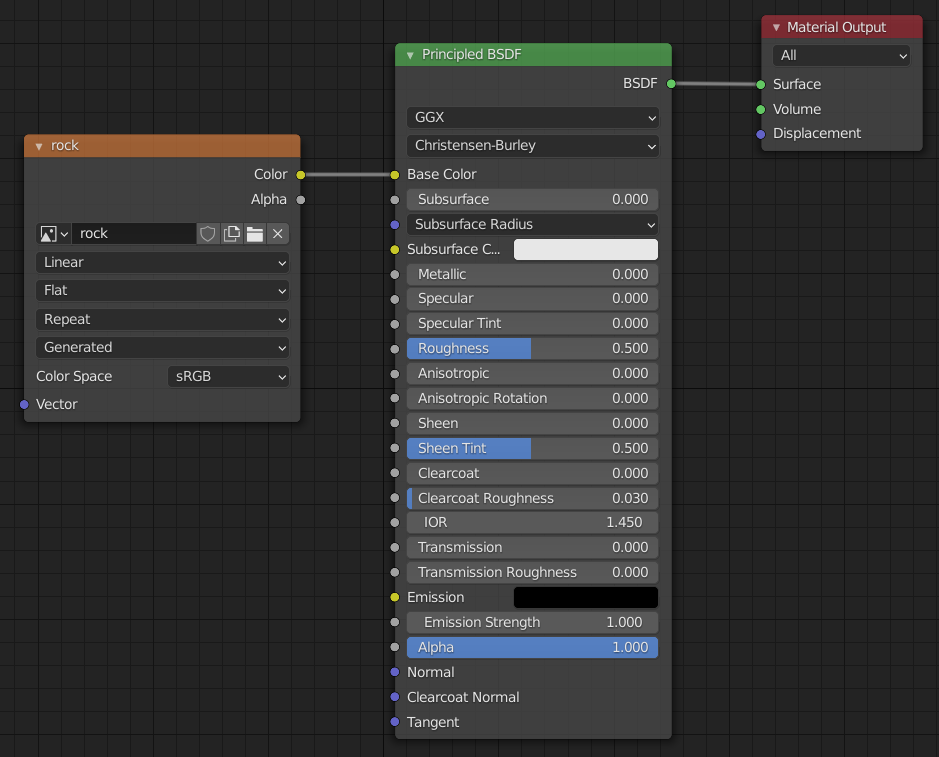 rock
Color
Alpha
rock
Linear
Flat
Repeat
Generated
Color Space sRGB
Vector
Principled BSDF
BSDF
GGX
Christensen-Burley
Base Color
Subsurface 0.000
Subsurface Radius
Subsurface C...
Metallic 0.000
Specular 0.000
Specular Tint 0.000
Roughness 0.500
Anisotropic 0.000
Anisotropic Rotation 0.000
Sheen 0.000
Sheen Tint 0.500
Clearcoat 0.000
Clearcoat Roughness 0.030
IOR 1.450
Transmission 0.000
Transmission Roughness 0.000
Emission
Emission Strength 1.000
Alpha 1.000
Normal
Clearcoat Normal
Tangent
Material Output
All
Surface
Volume
Displacement